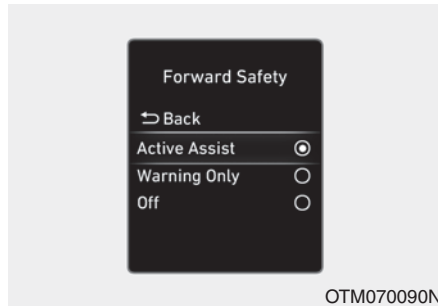 Forward Safety
Back
Active Assist
Warning Only
Off
OTM070090N